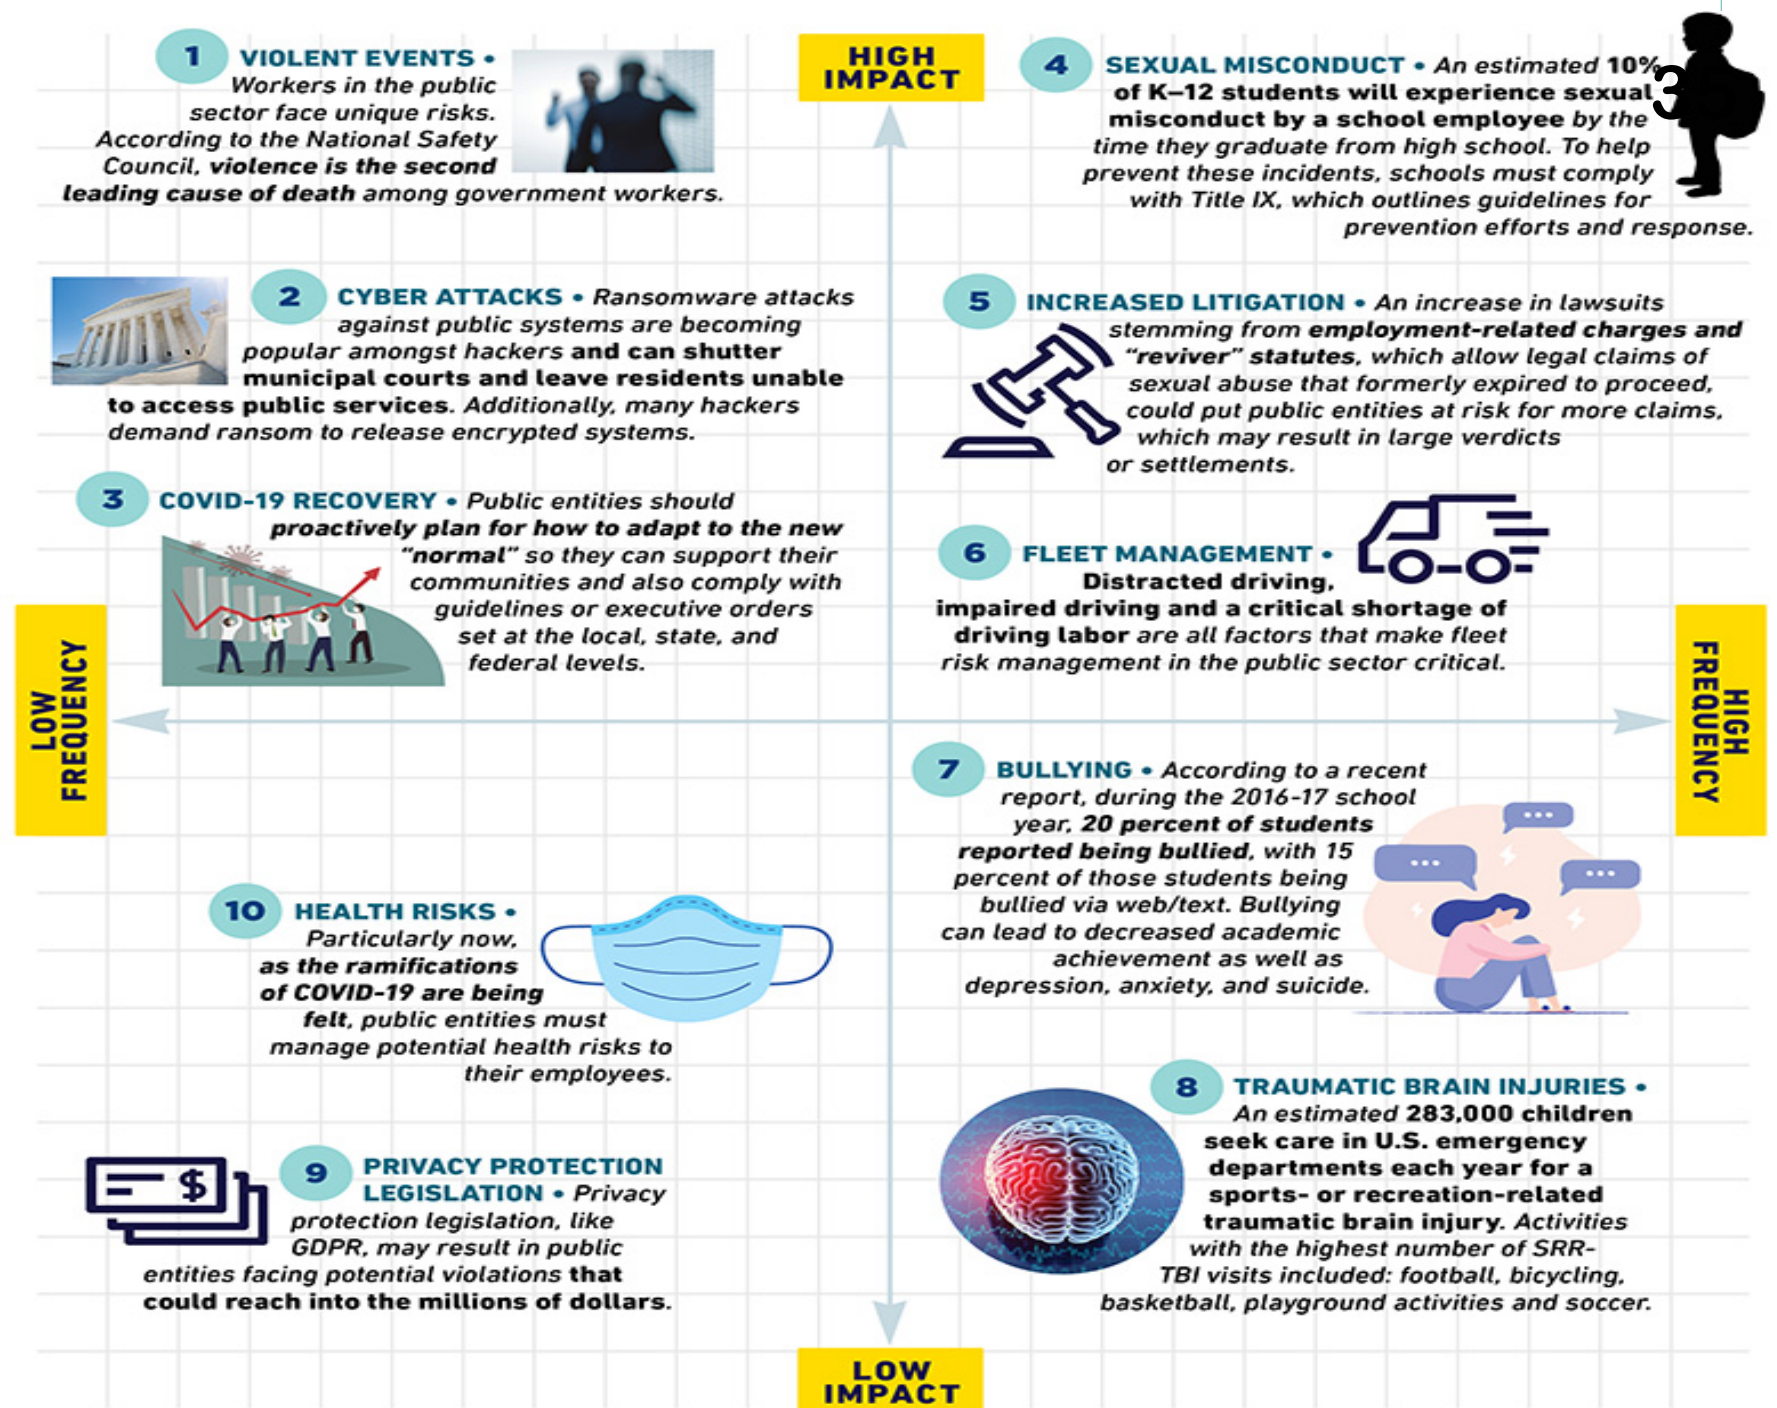 HIGH
IMPACT
1 VIOLENT EVENTS •
Workers in the public
sector face unique risks.
According to the National Safety
Council, violence is the second
leading cause of death among government workers.
2 CYBER ATTACKS • Ransomware attacks
against public systems are becoming
popular amongst hackers and can shutter
municipal courts and leave residents unable
to access public services. Additionally, many hackers
demand ransom to release encrypted systems.
3 COVID-19 RECOVERY • Public entities should
proactively plan for how to adapt to the new
“normal” so they can support their
communities and also comply with
guidelines or executive orders
set at the local, state, and
federal levels.
4 SEXUAL MISCONDUCT • An estimated 10%
of K–12 students will experience sexual
misconduct by a school employee by the
time they graduate from high school. To help
prevent these incidents, schools must comply
with Title IX, which outlines guidelines for
prevention efforts and response.
35
5 INCREASED LITIGATION • An increase in lawsuits
stemming from employment-related charges and
“reviver” statutes, which allow legal claims of
sexual abuse that formerly expired to proceed,
could put public entities at risk for more claims,
which may result in large verdicts
or settlements.
6 FLEET MANAGEMENT •
Distracted driving,
impaired driving and a critical shortage of
driving labor are all factors that make fleet
risk management in the public sector critical.
LOW
FREQUENCY
HIGH
FREQUENCY
7 BULLYING • According to a recent
report, during the 2016-17 school
year, 20 percent of students
reported being bullied, with 15
percent of those students being
bullied via web/text. Bullying
can lead to decreased academic
achievement as well as
depression, anxiety, and suicide.
8 TRAUMATIC BRAIN INJURIES •
An estimated 283,000 children
seek care in U.S. emergency
departments each year for a
sports- or recreation-related
traumatic brain injury. Activities
with the highest number of SRR-
TBI visits included: football, bicycling,
basketball, playground activities and soccer.
10 HEALTH RISKS •
Particularly now,
as the ramifications
of COVID-19 are being
felt, public entities must
manage potential health risks to
their employees.
9 PRIVACY PROTECTION
LEGISLATION • Privacy
protection legislation, like
GDPR, may result in public
entities facing potential violations that
could reach into the millions of dollars.
$
LOW
IMPACT